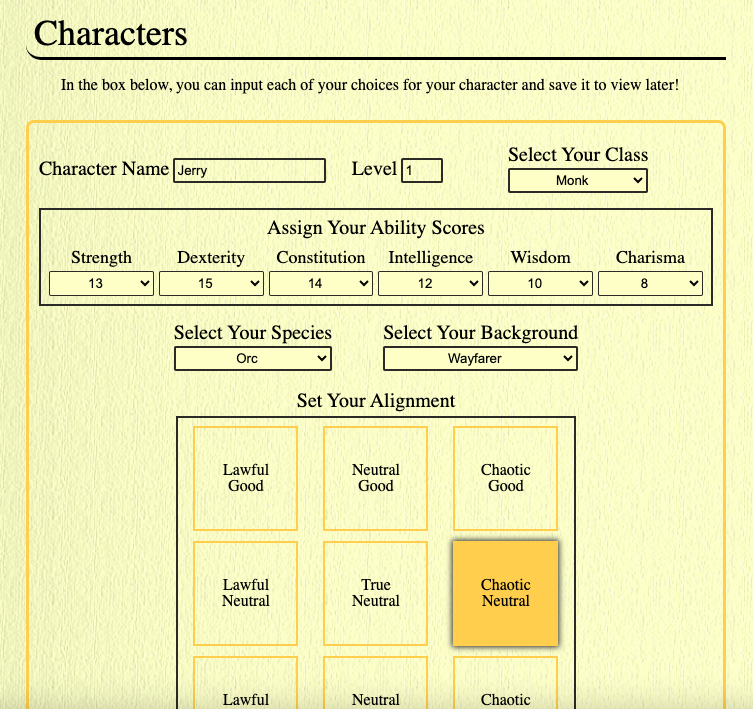 Characters
In the box below, you can input each of your choices for your character and save it to view later!
Character Name Jerry Level 1 Select Your Class
Monk
Assign Your Ability Scores
Strength Dexterity Constitution Intelligence Wisdom Charisma
13 15 14 12 10 8
Select Your Species Select Your Background
Orc Wayfarer
Set Your Alignment
Lawful Neutral Chaotic
Good Good Good
Lawful True Chaotic
Neutral Neutral Neutral
Lawful Neutral Chaotic